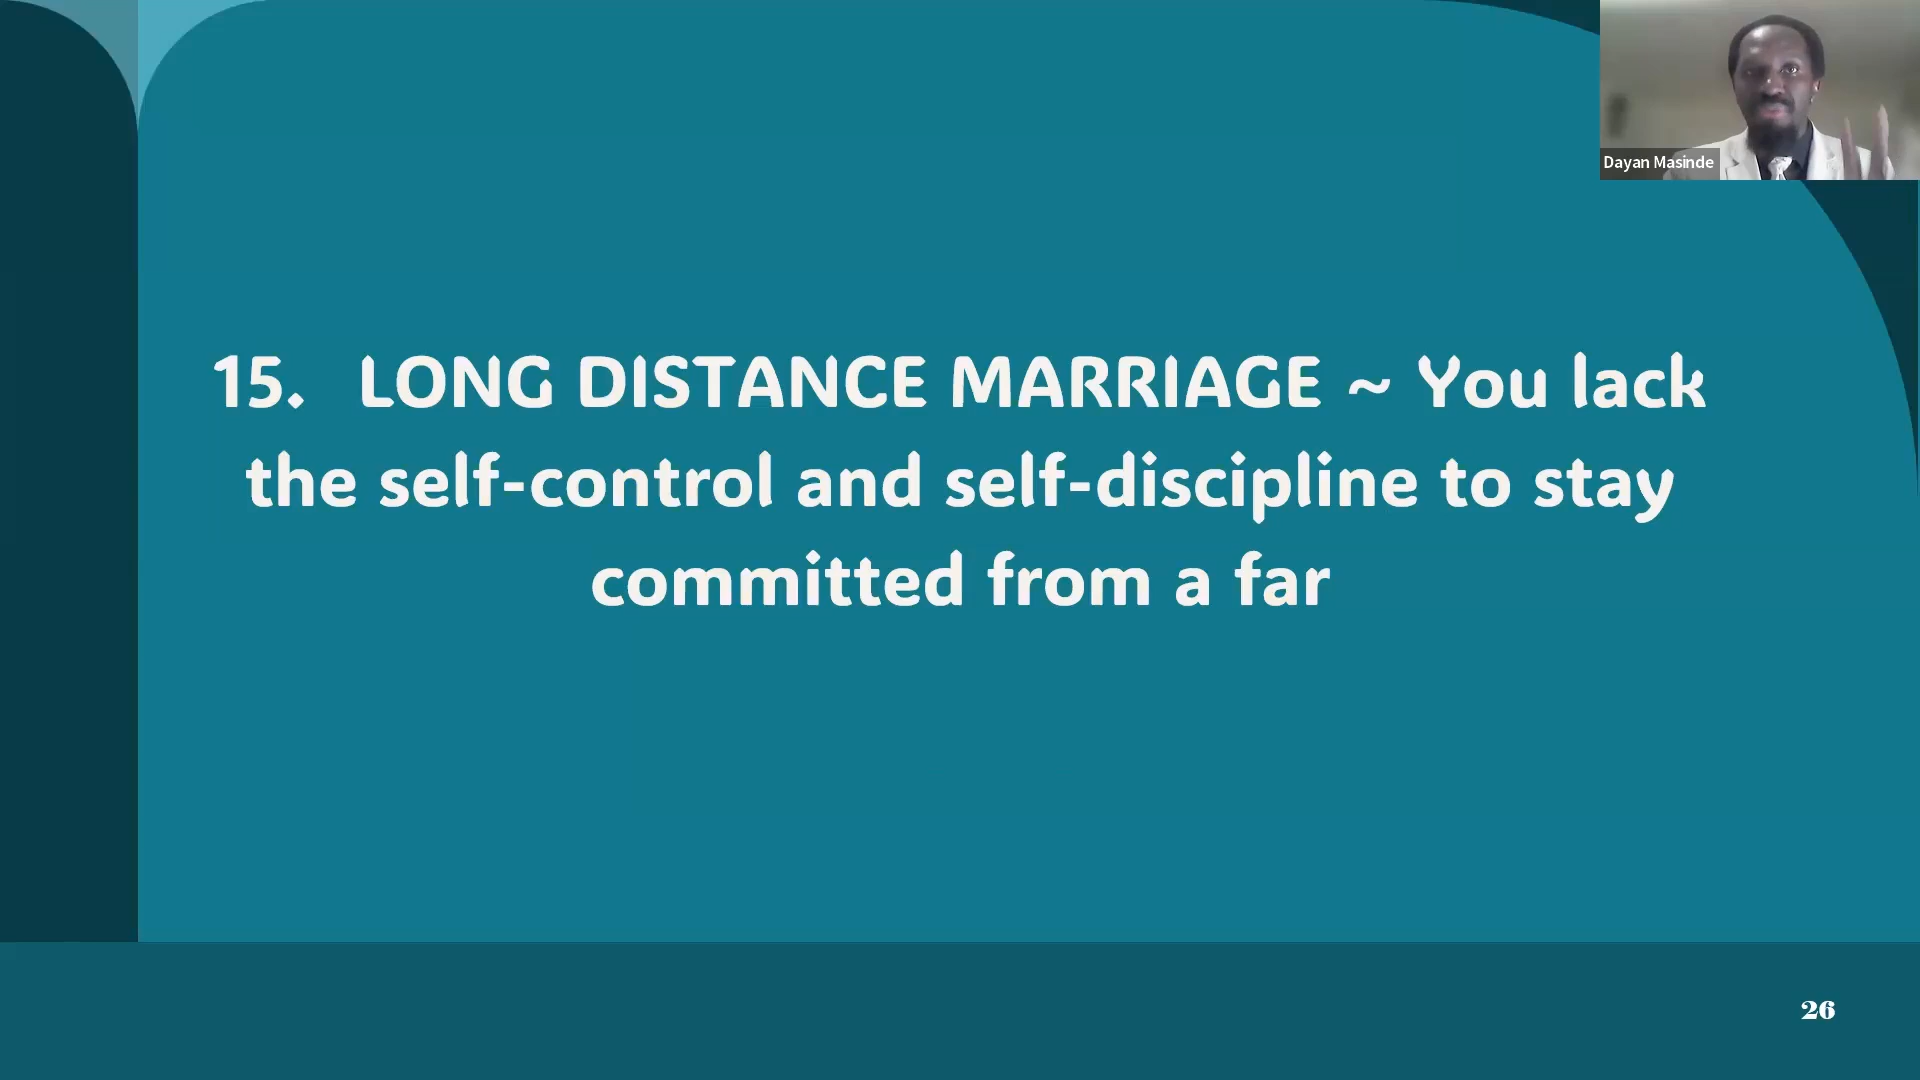 Dayan Masinde
15. LONG DISTANCE MARRIAGE ~ You lack
the self-control and self-discipline to stay
committed from a far
26